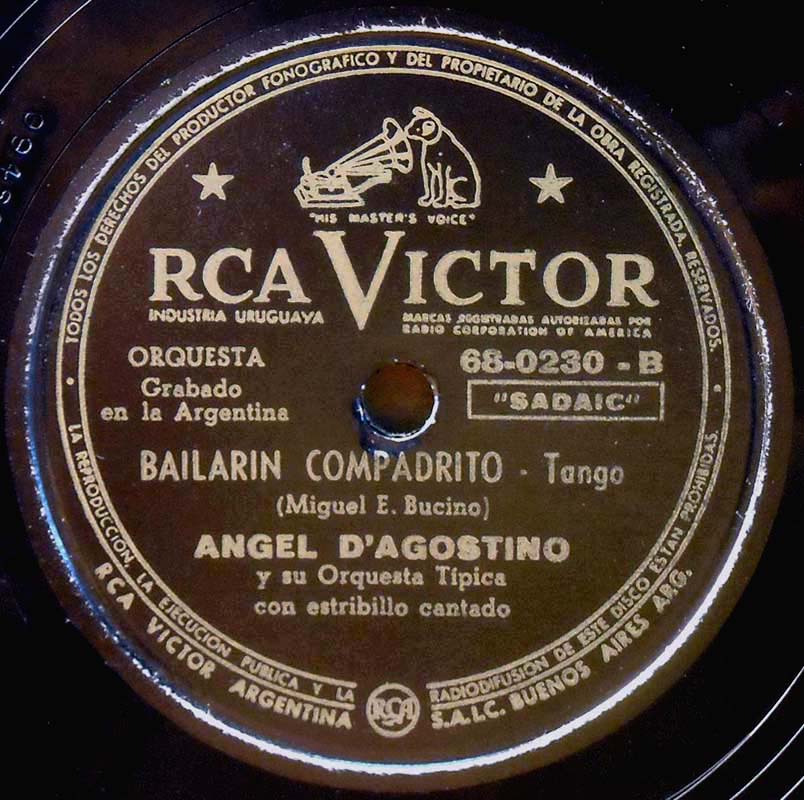 TODOS LOS DERECHOS DEL PRODUCTOR FONOGRAFICO Y DEL PROPIETARIO DE LA OBRA REGISTRADA, RESERVADOS.
"HIS MASTER'S VOICE"
RCA VICTOR
INDUSTRIA URUGUAYA
MARCAS REGISTRADAS AUTORIZADAS POR
RADIO CORPORATION OF AMERICA
ORQUESTA
68-0230 - B
Grabado
en la Argentina
"SADAIC"
BAILARIN COMPADRITO - Tango
(Miguel E. Bucino)
ANGEL D'AGOSTINO
y su Orquesta Típica
con estribillo cantado
LA REPRODUCCION, LA EJECUCION PUBLICA Y LA RADIODIFUSION DE ESTE DISCO ESTAN PROHIBIDAS.
RCA VICTOR ARGENTINA S.A.I.C. BUENOS AIRES ARG.
RCA